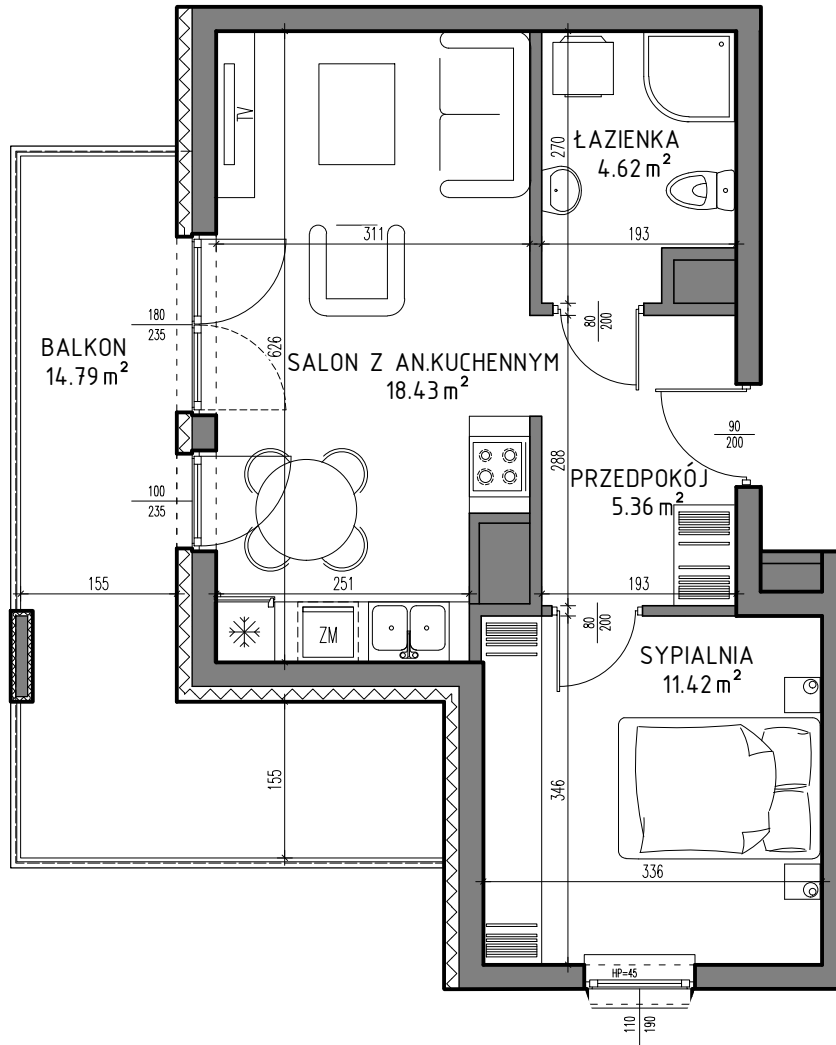 TV
270
ŁAZIENKA
4.62 m²
311
193
180
235
80
200
626
BALKON
14.79 m²
SALON Z AN.KUCHENNYM
18.43 m²
90
200
288
PRZEDPOKÓJ
5.36 m²
100
235
155
251
193
ZM
80
200
SYPIALNIA
11.42 m²
155
346
336
HP=45
110
190